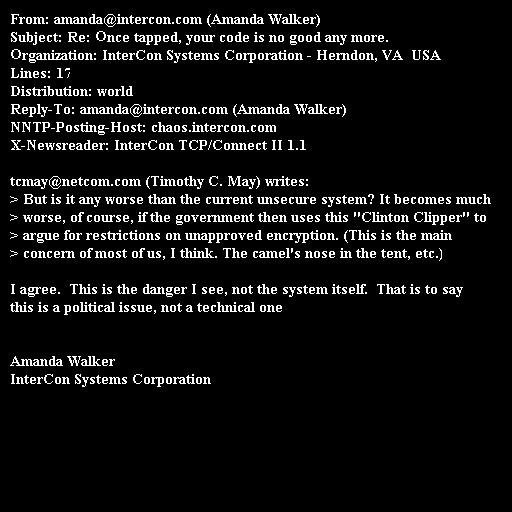 From: amanda@intercon.com (Amanda Walker)
Subject: Re: Once tapped, your code is no good any more.
Organization: InterCon Systems Corporation - Herndon, VA  USA
Lines: 17
Distribution: world
Reply-To: amanda@intercon.com (Amanda Walker)
NNTP-Posting-Host: chaos.intercon.com
X-Newsreader: InterCon TCP/Connect II 1.1

tcmay@netcom.com (Timothy C. May) writes:
> But is it any worse than the current unsecure system? It becomes much
> worse, of course, if the government then uses this "Clinton Clipper" to
> argue for restrictions on unapproved encryption. (This is the main
> concern of most of us, I think. The camel's nose in the tent, etc.)

I agree.  This is the danger I see, not the system itself.  That is to say
this is a political issue, not a technical one

Amanda Walker
InterCon Systems Corporation